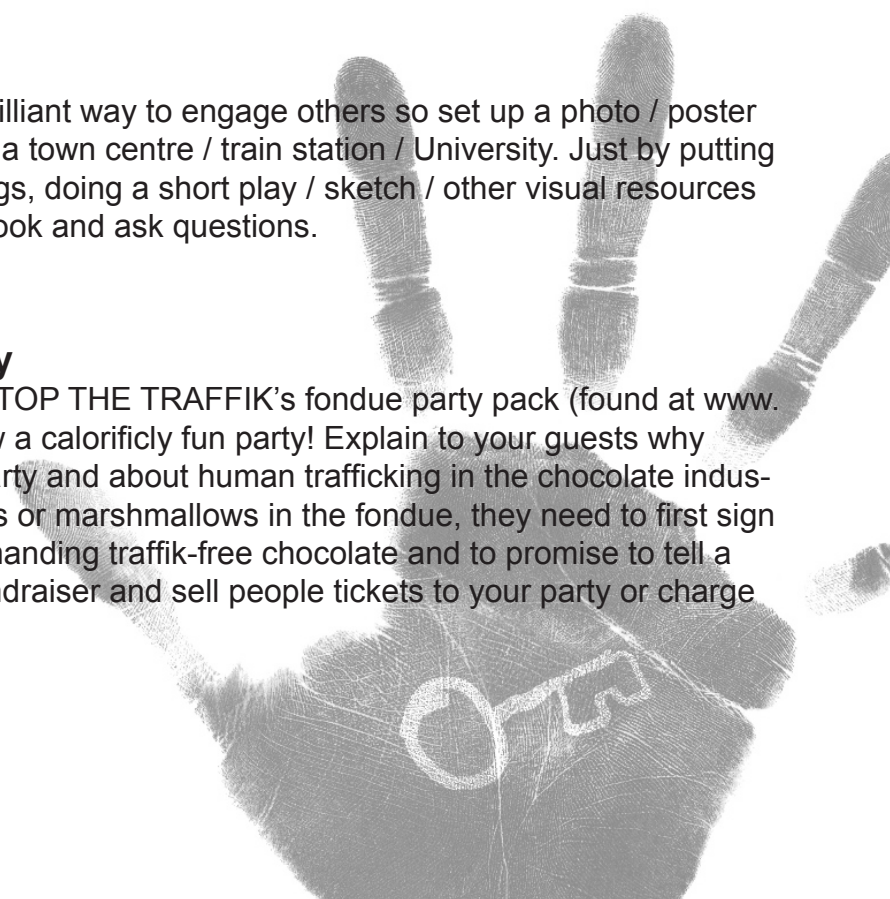 illiant way to engage others so set up a photo / poster
a town centre / train station / University. Just by putting
gs, doing a short play / sketch / other visual resources
ook and ask questions.
y
TOP THE TRAFFIK’s fondue party pack (found at www.
a calorificly fun party! Explain to your guests why
arty and about human trafficking in the chocolate indus-
s or marshmallows in the fondue, they need to first sign
anding traffik-free chocolate and to promise to tell a
draiser and sell people tickets to your party or charge